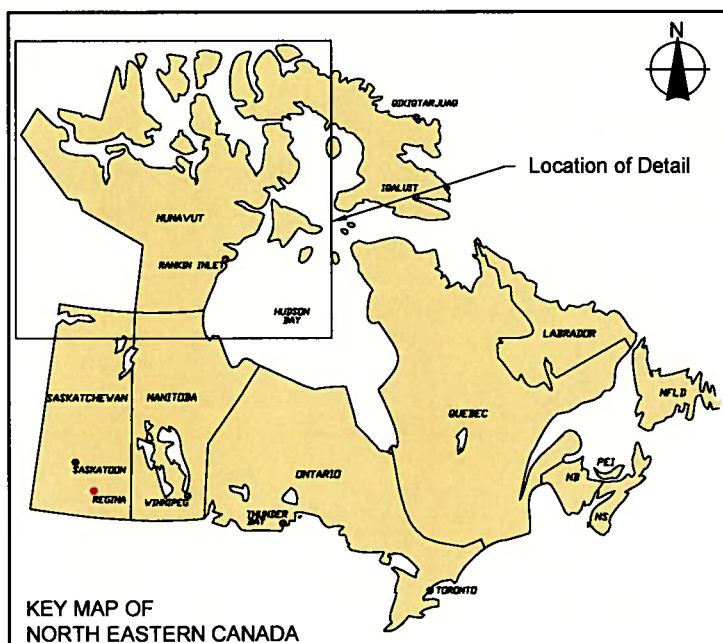 N
QIXIQTARJUAQ
Location of Detail
IQALUIT
NUNAVUT
RANKIN INLET
HUDSON
BAY
LABRADOR
SASKATCHEWAN
MANITOBA
NFLD
QUEBEC
ONTARIO
PEI
NB
SASKATOON
REGINA
WINNIPEG
THUNDER
BAY
NS
TORONTO
KEY MAP OF
NORTH EASTERN CANADA